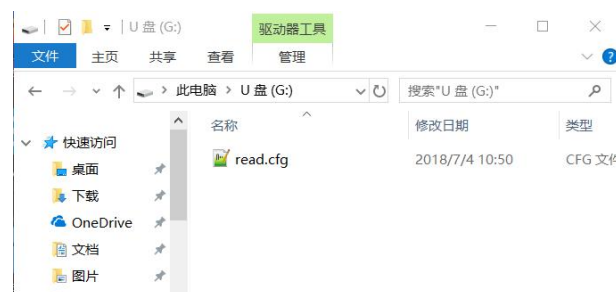 U 盘 (G:)
驱动器工具
文件 主页 共享 查看 管理
此电脑 > U 盘 (G:)
搜索"U 盘 (G:)"
名称 修改日期 类型
快速访问
read.cfg 2018/7/4 10:50 CFG 文件
桌面
下载
OneDrive
文档
图片